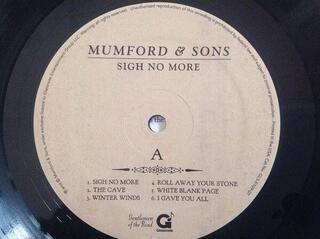 MUMFORD & SONS
SIGH NO MORE
A
1. SIGH NO MORE
2. THE CAVE
3. WINTER WINDS
4. ROLL AWAY YOUR STONE
5. WHITE BLANK PAGE
6. I GAVE YOU ALL
Gentlemen
of the Road
G